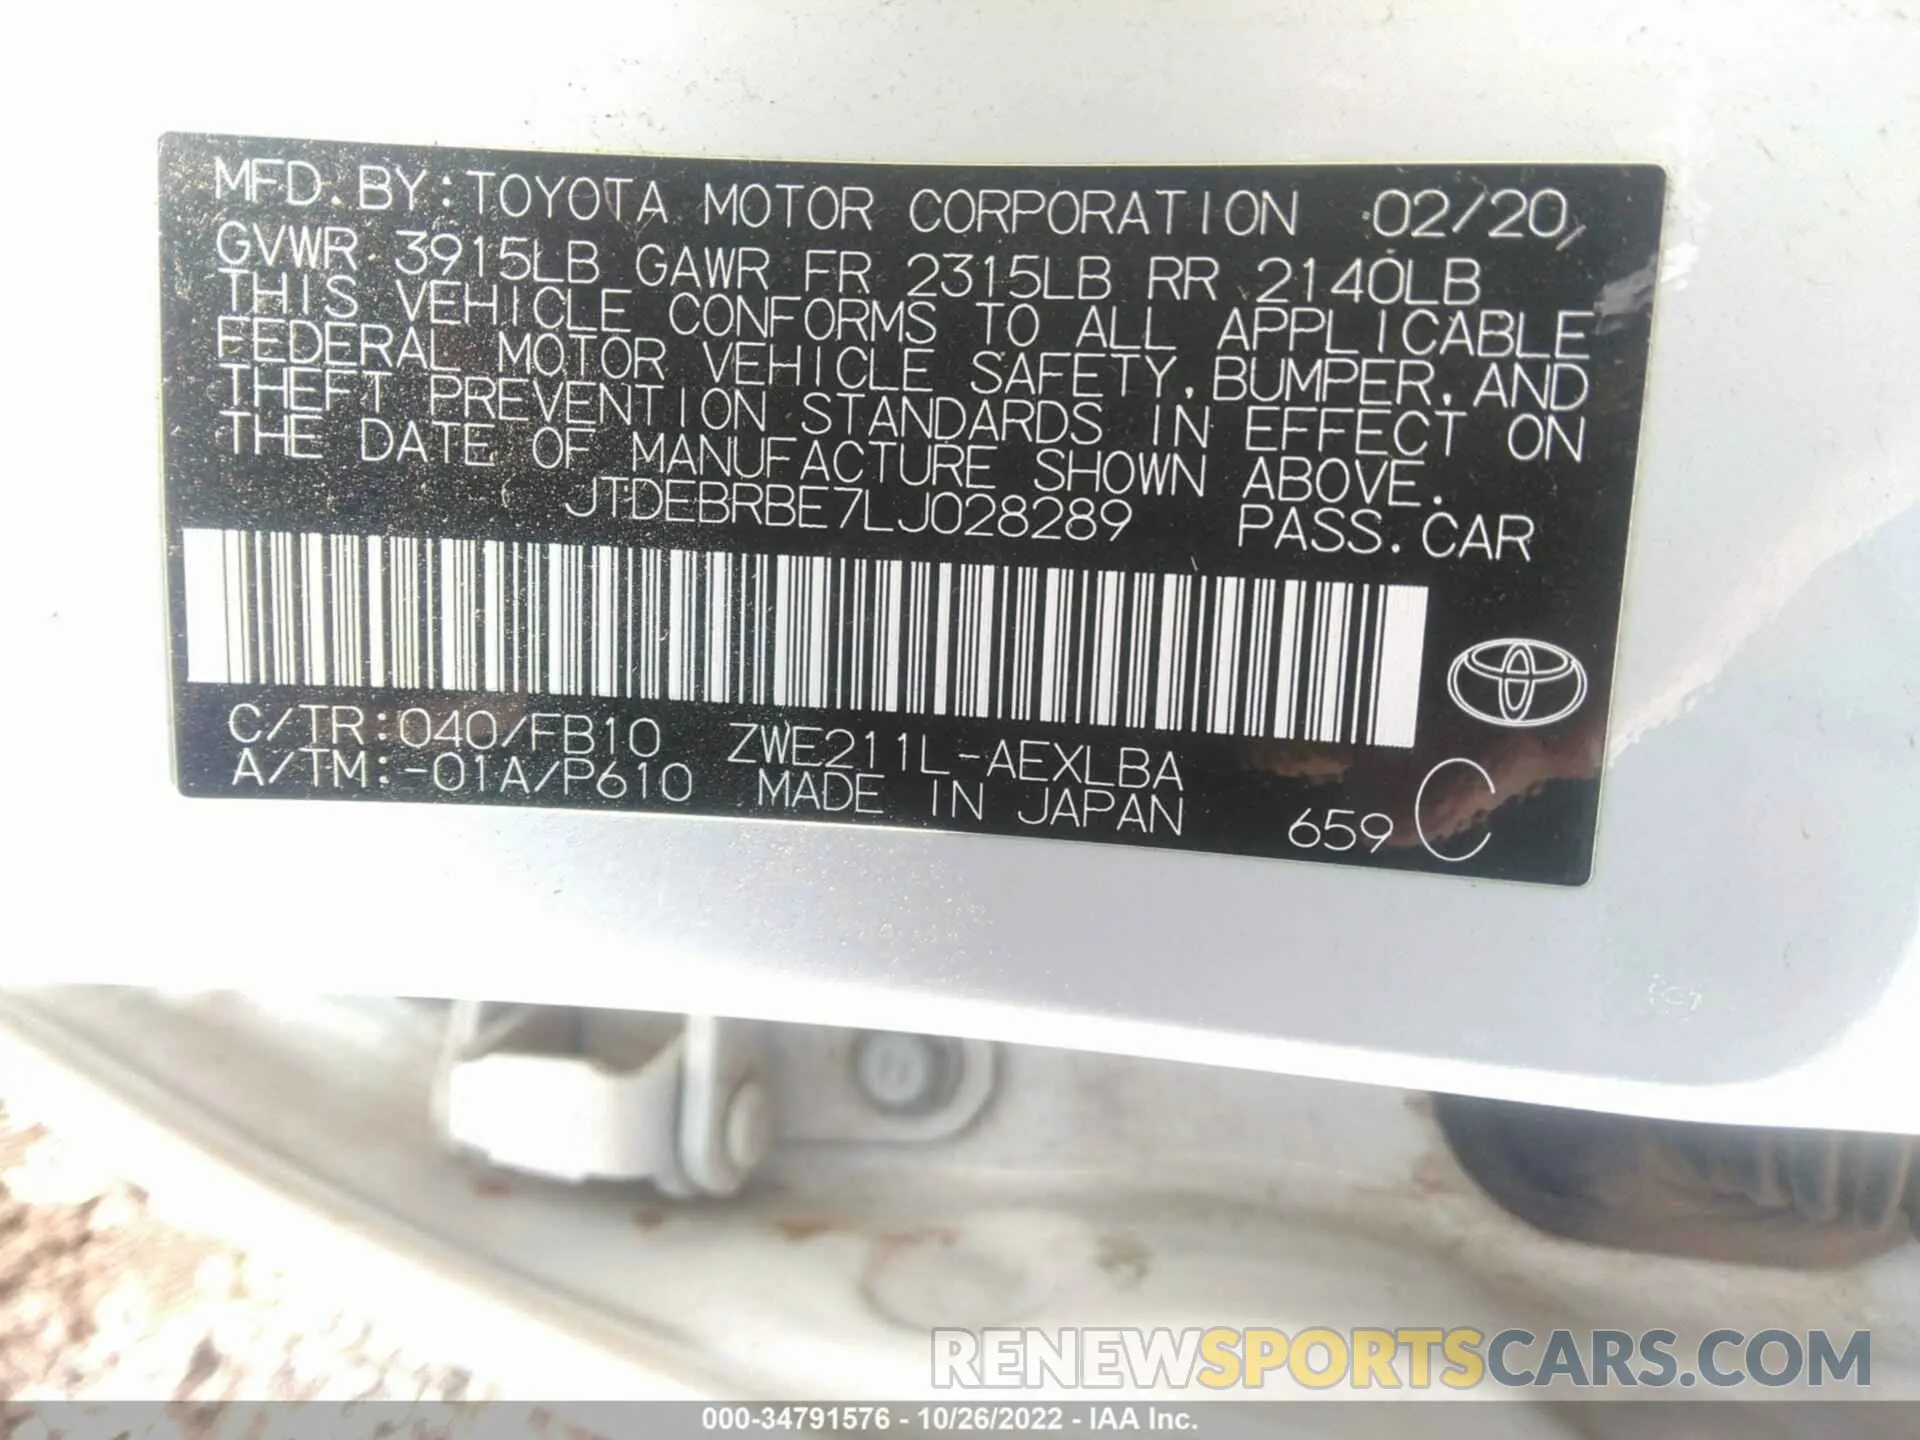 MFD. BY: TOYOTA MOTOR CORPORATION 02/20
GVWR 3915LB GAWR FR 2315LB RR 2140LB
THIS VEHICLE CONFORMS TO ALL APPLICABLE
FEDERAL MOTOR VEHICLE SAFETY, BUMPER, AND
THEFT PREVENTION STANDARDS IN EFFECT ON
THE DATE OF MANUFACTURE SHOWN ABOVE.
JTDEBRBE7LJ028289 PASS. CAR
C/TR:040/FB10 ZWE211L-AEXLBA
A/TM:-01A/P610 MADE IN JAPAN 659 C
RENEWSPORTSCARS.COM
000-34791576 - 10/26/2022 - IAA Inc.